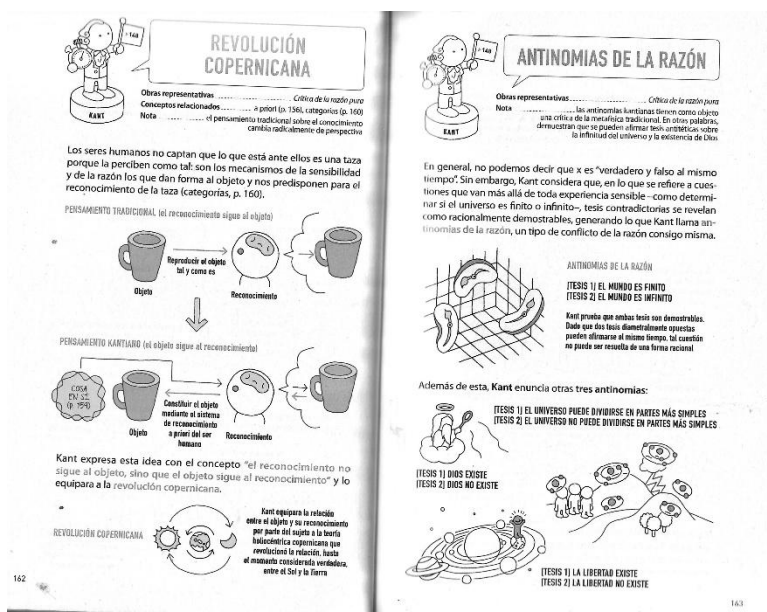 +160
KANT
REVOLUCIÓN
COPERNICANA
Obras representativas .................... Crítica de la razón pura
Conceptos relacionados .......... a priori (p. 156), categorías (p. 160)
Nota .......... el pensamiento tradicional sobre el conocimiento
cambia radicalmente de perspectiva
Los seres humanos no captan que lo que está ante ellos es una taza
porque la perciben como tal: son los mecanismos de la sensibilidad
y de la razón los que dan forma al objeto y nos predisponen para el
reconocimiento de la taza (categorías, p. 160).
PENSAMIENTO TRADICIONAL (el reconocimiento sigue al objeto)
Reproducir el objeto
tal y como es
Objeto
Reconocimiento
PENSAMIENTO KANTIANO (el objeto sigue al reconocimiento)
COSA
EN SÍ
(p. 159)
Objeto
Constituir el objeto
mediante el sistema
de reconocimiento
a priori del ser
humano
Reconocimiento
Kant expresa esta idea con el concepto "el reconocimiento no
sigue al objeto, sino que el objeto sigue al reconocimiento" y lo
equipara a la revolución copernicana.
REVOLUCIÓN COPERNICANA
Kant equipara la relación
entre el objeto y su reconocimiento
por parte del sujeto a la teoría
heliocéntrica copernicana que
revolucionó la relación, hasta
el momento considerada verdadera,
entre el Sol y la Tierra
162
+160
KANT
ANTINOMIAS DE LA RAZÓN
Obras representativas .................... Crítica de la razón pura
Nota .......... las antinomias kantianas tienen como objeto
una crítica de la metafísica tradicional. En otras palabras,
demuestran que se pueden afirmar tesis antitéticas sobre
la infinitud del universo y la existencia de Dios
En general, no podemos decir que x es "verdadero y falso al mismo
tiempo". Sin embargo, Kant considera que, en lo que se refiere a cues-
tiones que van más allá de toda experiencia sensible –como determi-
nar si el universo es finito o infinito–, tesis contradictorias se revelan
como racionalmente demostrables, generando lo que Kant llama an-
tinomias de la razón, un tipo de conflicto de la razón consigo misma.
ANTINOMIAS DE LA RAZÓN
[TESIS 1] EL MUNDO ES FINITO
[TESIS 2] EL MUNDO ES INFINITO
Kant prueba que ambas tesis son demostrables.
Dado que dos tesis diametralmente opuestas
pueden afirmarse al mismo tiempo, tal cuestión
no puede ser resuelta de una forma racional
Además de esta, Kant enuncia otras tres antinomias:
[TESIS 1] EL UNIVERSO PUEDE DIVIDIRSE EN PARTES MÁS SIMPLES
[TESIS 2] EL UNIVERSO NO PUEDE DIVIDIRSE EN PARTES MÁS SIMPLES
[TESIS 1] DIOS EXISTE
[TESIS 2] DIOS NO EXISTE
[TESIS 1] LA LIBERTAD EXISTE
[TESIS 2] LA LIBERTAD NO EXISTE
163